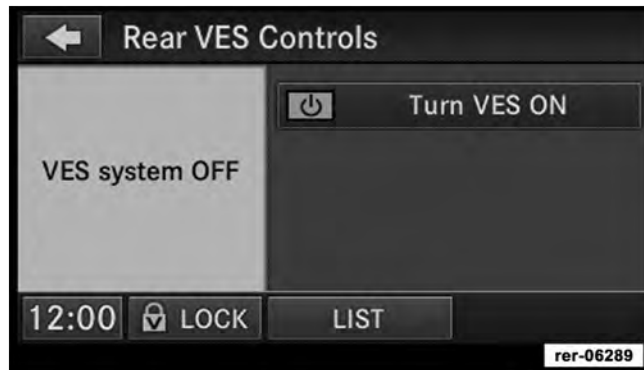 Rear VES Controls
Turn VES ON
VES system OFF
12:00 LOCK LIST
rer-06289